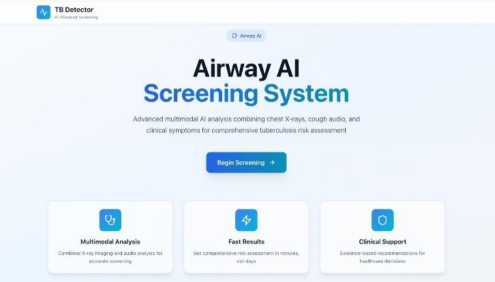 TB Detector
AI-Powered Screening
Airway AI
Airway AI
Screening System
Advanced multimodal AI analysis combining chest X-rays, cough audio, and
clinical symptoms for comprehensive tuberculosis risk assessment
Begin Screening →
Multimodal Analysis
Fast Results
Clinical Support
Combines X-ray imaging and audio analysis for
Get comprehensive risk assessment in minutes,
Evidence-based recommendations for
accurate screening
not days
healthcare decisions